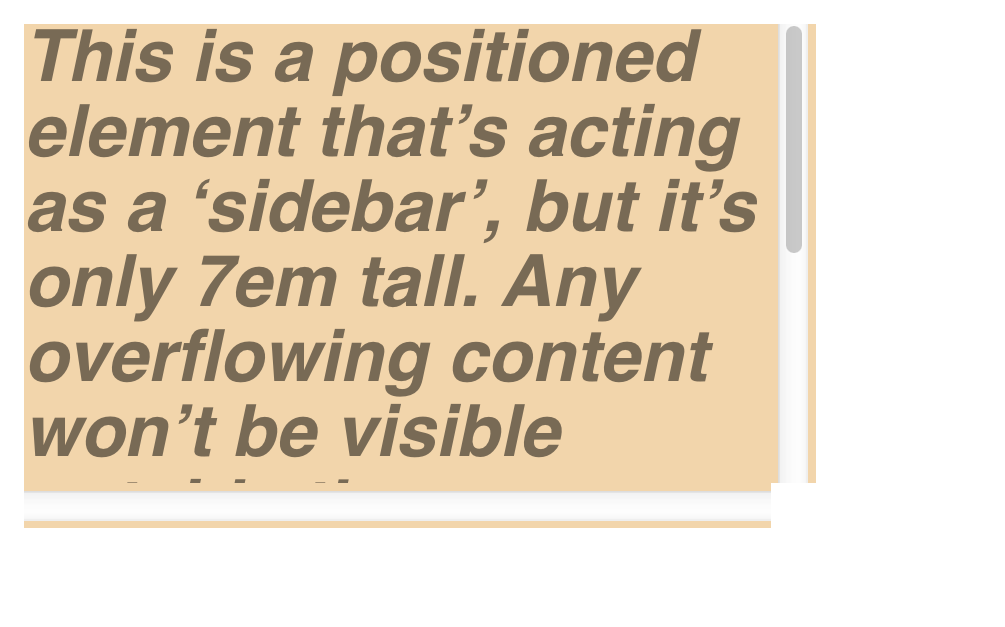 This is a positioned
element that’s acting
as a ‘sidebar’, but it’s
only 7em tall. Any
overflowing content
won’t be visible